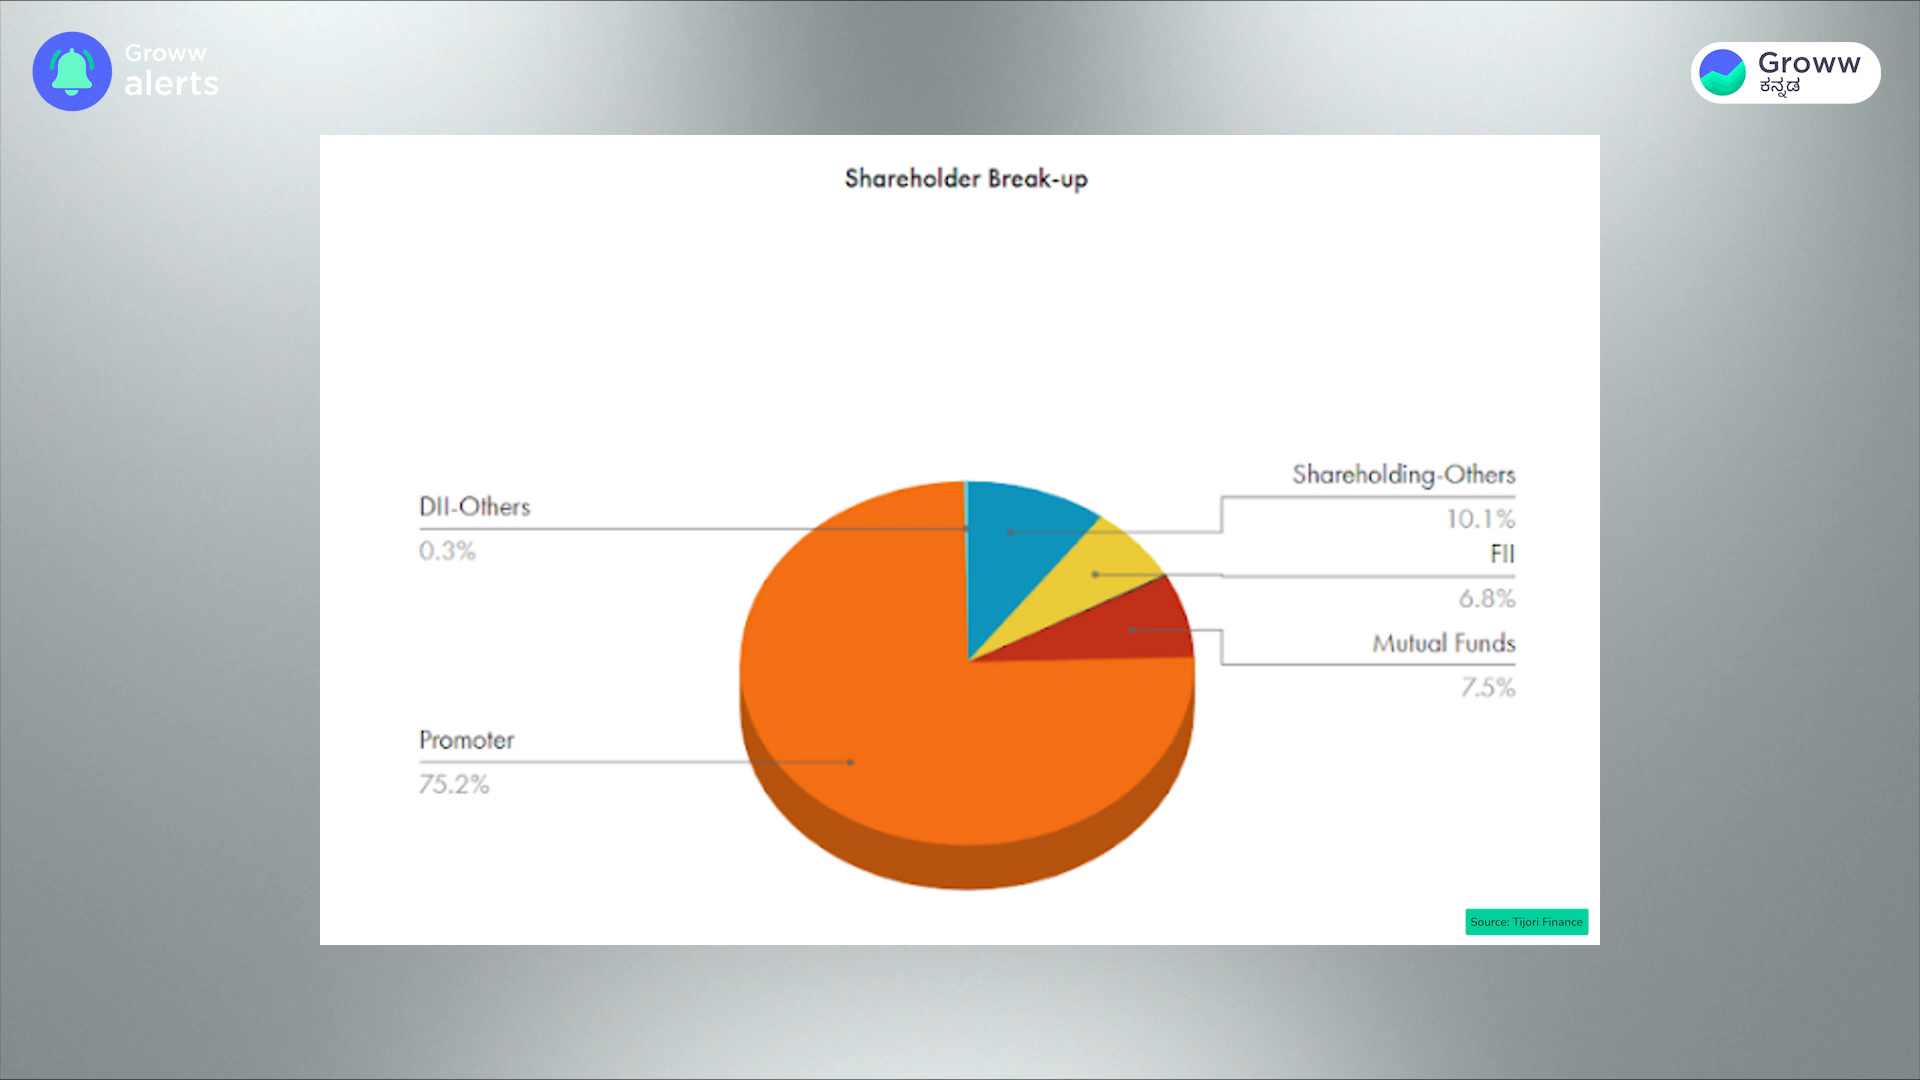 Groww
alerts
Groww
ಕನ್ನಡ
Shareholder Break-up
DII-Others
0.3%
Promoter
75.2%
Shareholding-Others
10.1%
FII
6.8%
Mutual Funds
7.5%
Source: Tijori Finance